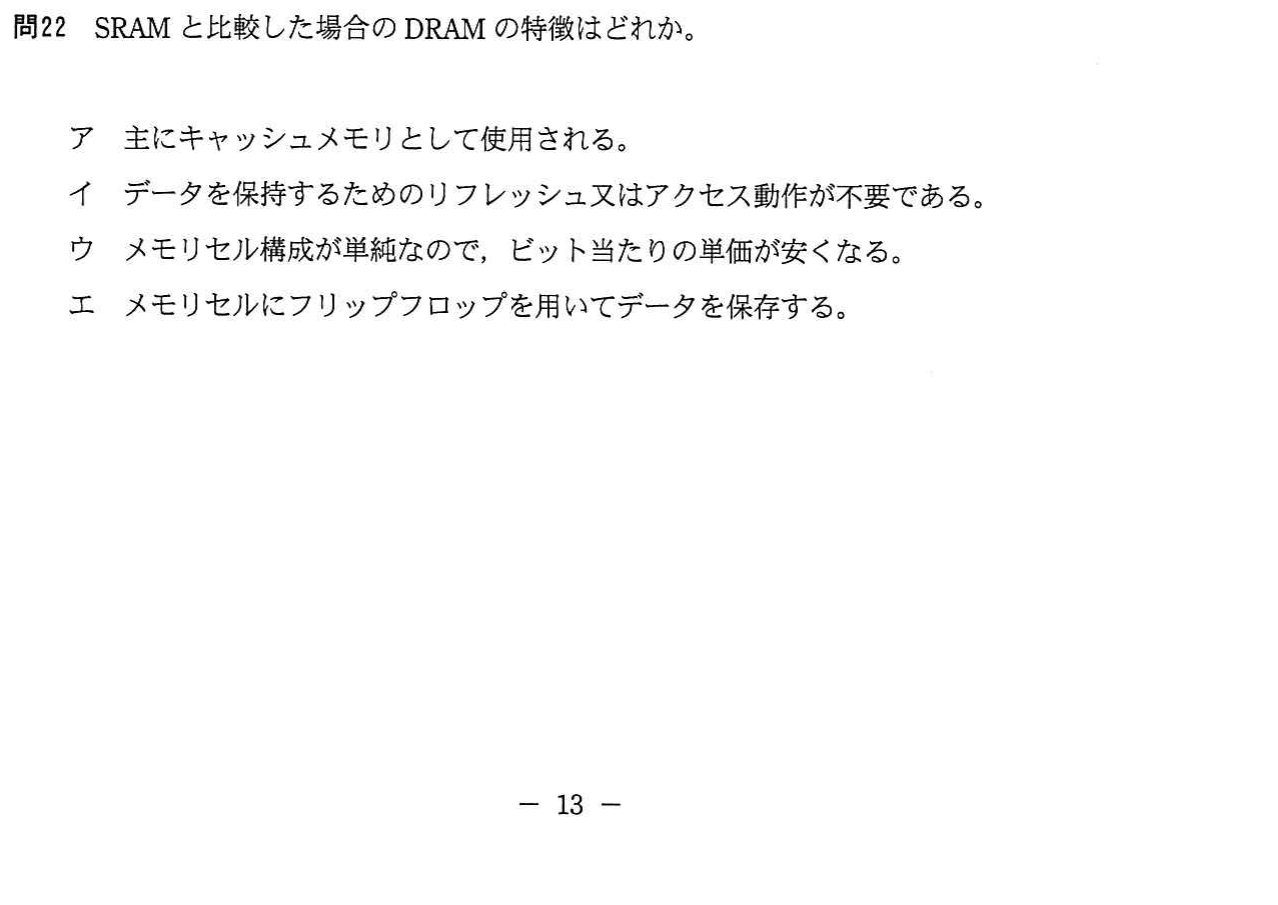 問22 SRAM と比較した場合の DRAM の特徴はどれか。
ア 主にキャッシュメモリとして使用される。
イ データを保持するためのリフレッシュ又はアクセス動作が不要である。
ウ メモリセル構成が単純なので，ビット当たりの単価が安くなる。
エ メモリセルにフリップフロップを用いてデータを保存する。
－ 13 －